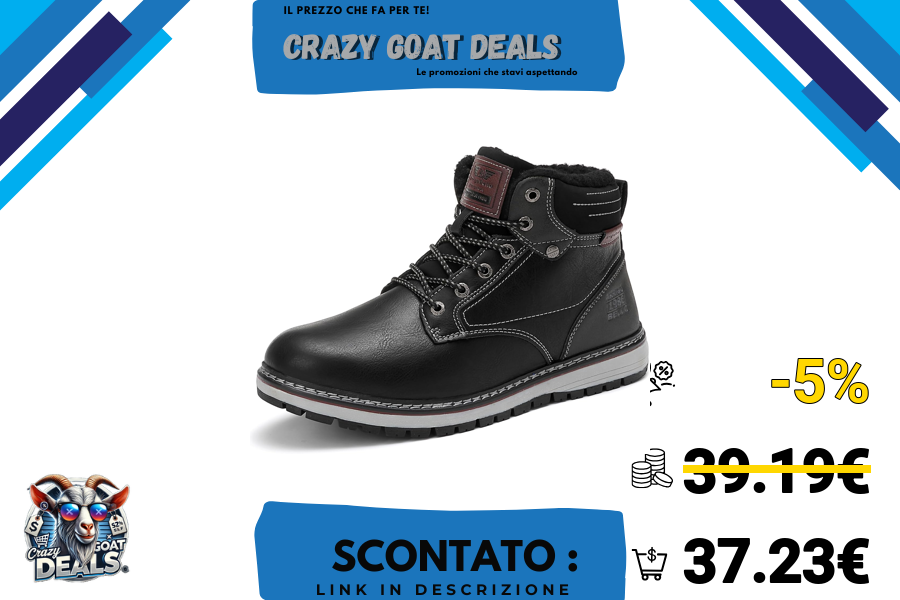 IL PREZZO CHE FA PER TE!
CRAZY GOAT DEALS
Le promozioni che stavi aspettando
-5%
39.19€
37.23€
Crazy
GOAT
DEALS
SCONTATO :
LINK IN DESCRIZIONE